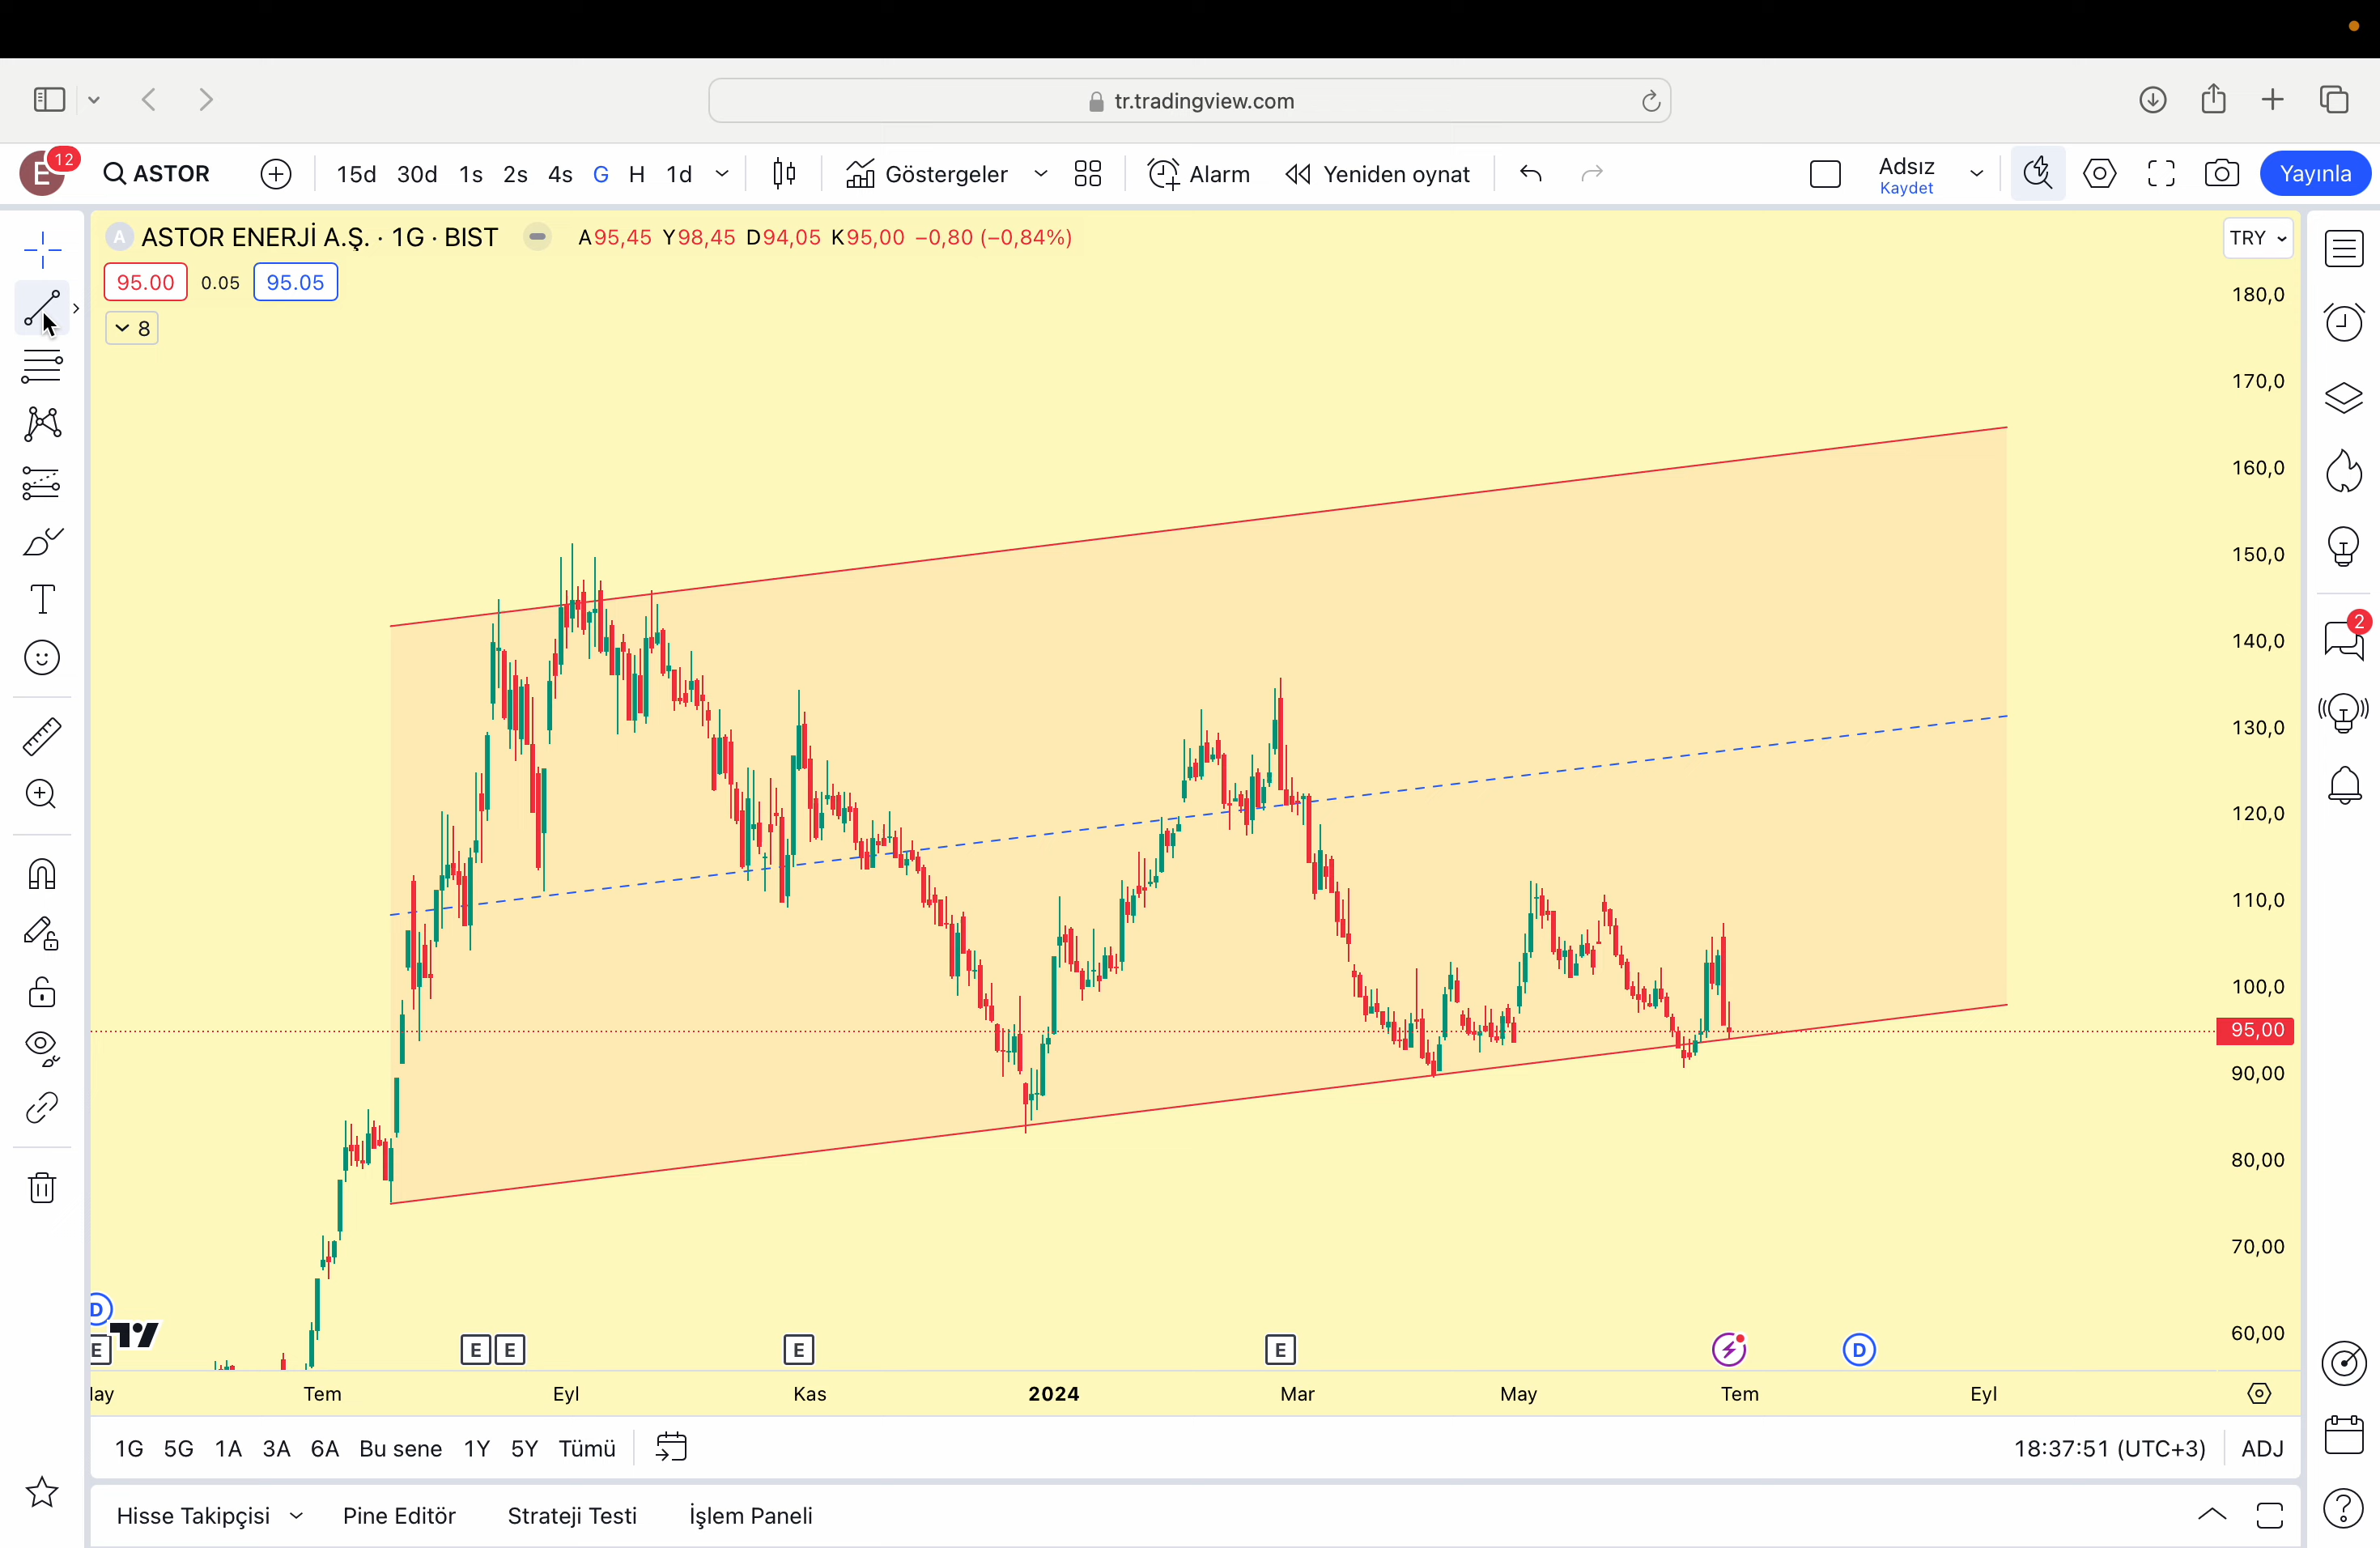 tr.tradingview.com
E 12 ASTOR 15d 30d 1s 2s 4s G H 1d Göstergeler Alarm Yeniden oynat Adsız Kaydet Yayınla
A ASTOR ENERJİ A.Ş. · 1G · BIST A95,45 Y98,45 D94,05 K95,00 −0,80 (−0,84%) TRY
95.00 0.05 95.05
8
180,0
170,0
160,0
150,0
140,0
130,0
120,0
110,0
100,0
95,00
90,00
80,00
70,00
60,00
2
D
E E E E E D
lay Tem Eyl Kas 2024 Mar May Tem Eyl
1G 5G 1A 3A 6A Bu sene 1Y 5Y Tümü 18:37:51 (UTC+3) ADJ
Hisse Takipçisi Pine Editör Strateji Testi İşlem Paneli